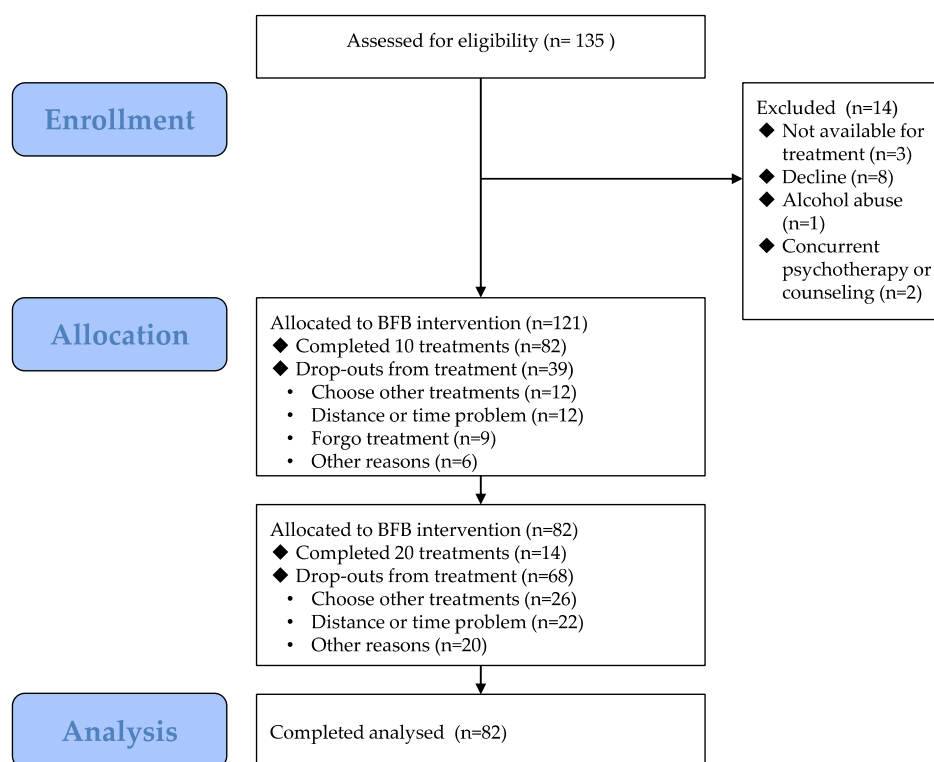 Assessed for eligibility (n= 135 )
Enrollment
Excluded (n=14)
◆ Not available for
treatment (n=3)
◆ Decline (n=8)
◆ Alcohol abuse
(n=1)
◆ Concurrent
psychotherapy or
counseling (n=2)
Allocation
Allocated to BFB intervention (n=121)
◆ Completed 10 treatments (n=82)
◆ Drop-outs from treatment (n=39)
• Choose other treatments (n=12)
• Distance or time problem (n=12)
• Forgo treatment (n=9)
• Other reasons (n=6)
Allocated to BFB intervention (n=82)
◆ Completed 20 treatments (n=14)
◆ Drop-outs from treatment (n=68)
• Choose other treatments (n=26)
• Distance or time problem (n=22)
• Other reasons (n=20)
Analysis
Completed analysed (n=82)